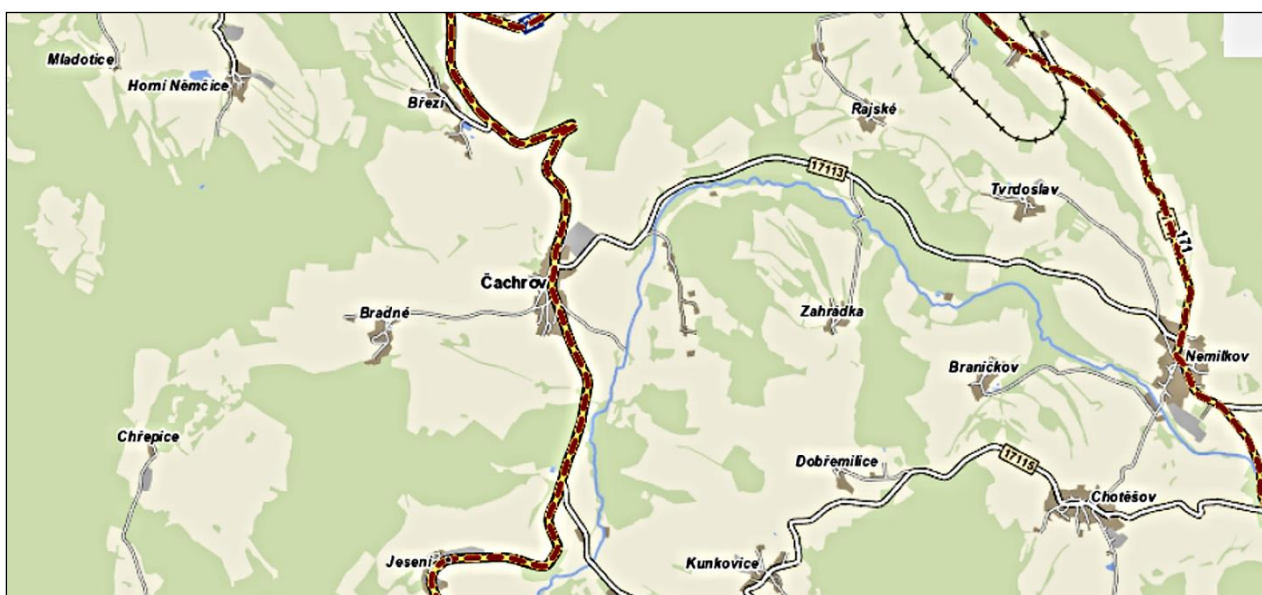 Mladotice
Horní Němčice
Březí
Rajské
17113
Tvrdoslav
171
Čachrov
Bradné
Zahrádka
Nemilkov
Braníčkov
Chřepice
Dobřemilice
17115
Chotěšov
Jesení
Kunkovice